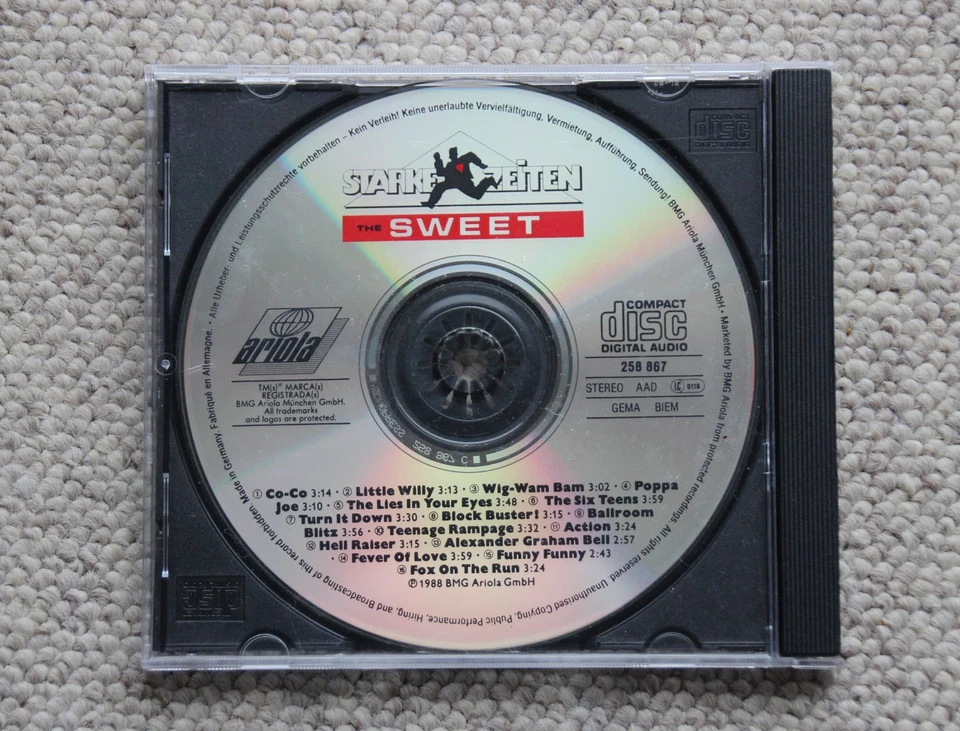 Alle Urheber- und Leistungsschutzrechte vorbehalten – Kein Verleih! Keine unerlaubte Vervielfältigung, Vermietung, Aufführung, Sendung! BMG Ariola München GmbH • Marketed by BMG Ariola from protected recordings. All rights reserved. Unauthorised Copying, Public Performance, Hiring, and Broadcasting of this record forbidden. Made in Germany, Fabriqué en Allemagne. -
COMPACT
disc
STARKE ZEITEN
THE SWEET
ariola
TM(s)® MARCA(s)
REGISTRADA(s)
BMG Ariola München GmbH.
All trademarks
and logos are protected.
COMPACT
disc
DIGITAL AUDIO
258 867
STEREO AAD LC 0116
GEMA BIEM
① Co-Co 3:14 · ② Little Willy 3:13 · ③ Wig-Wam Bam 3:02 · ④ Poppa
Joe 3:10 · ⑤ The Lies In Your Eyes 3:48 · ⑥ The Six Teens 3:59
⑦ Turn It Down 3:30 · ⑧ Block Buster! 3:15 · ⑨ Ballroom
Blitz 3:56 · ⑩ Teenage Rampage 3:32 · ⑪ Action 3:24
⑫ Hell Raiser 3:15 · ⑬ Alexander Graham Bell 2:57
· ⑭ Fever Of Love 3:59 · ⑮ Funny Funny 2:43
⑯ Fox On The Run 3:24
℗ 1988 BMG Ariola GmbH